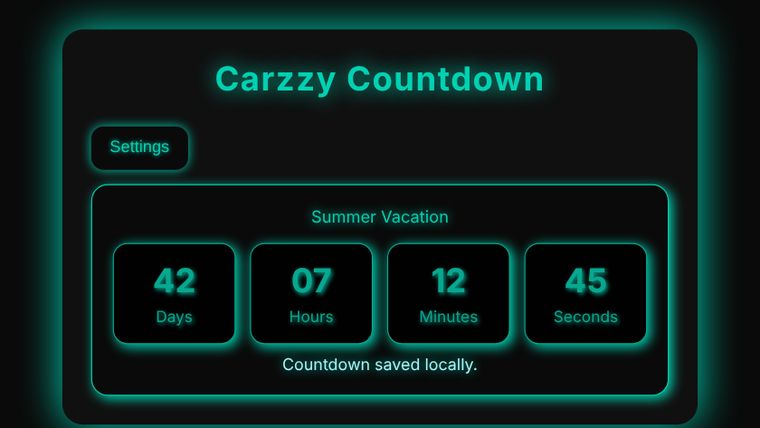 Carzzy Countdown
Settings
Summer Vacation
42 07 12 45
Days Hours Minutes Seconds
Countdown saved locally.